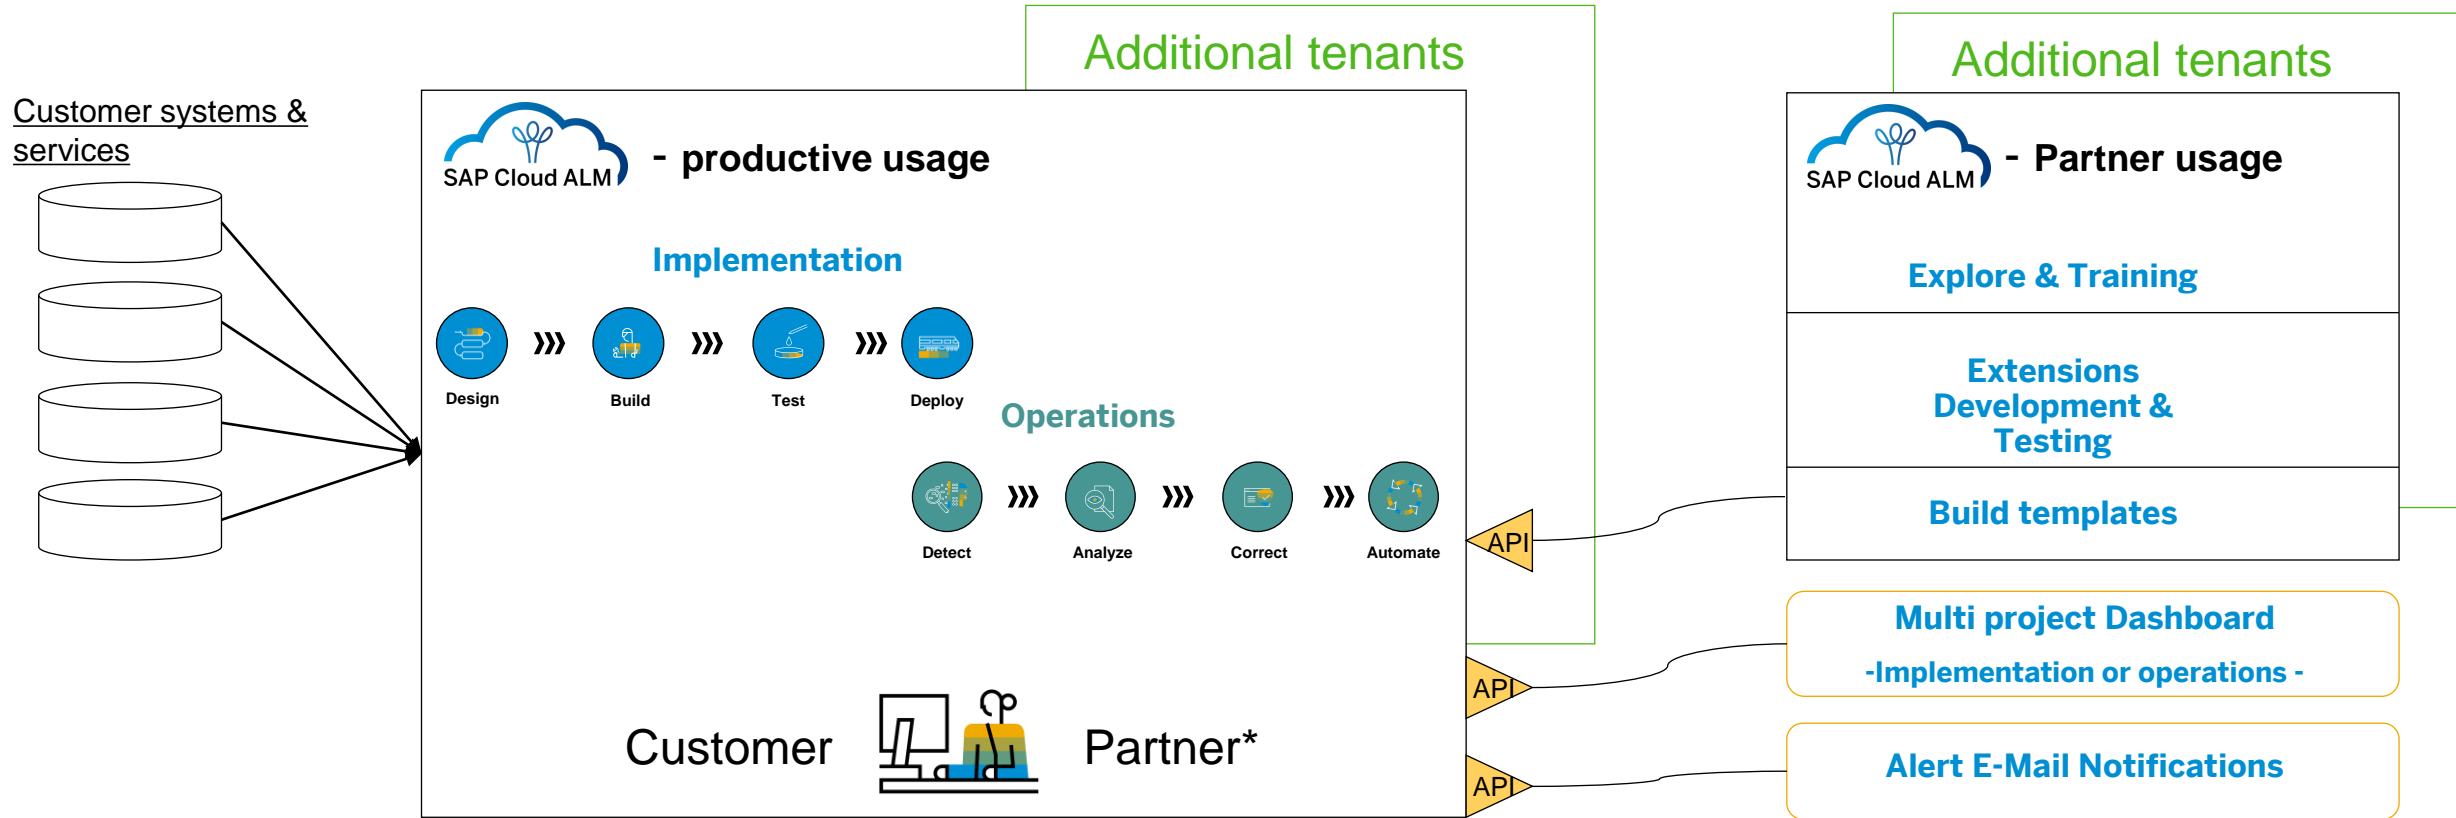 Additional tenants
Additional tenants
Customer systems &
services
SAP Cloud ALM
- productive usage
SAP Cloud ALM
- Partner usage
Implementation
Explore & Training
Design
Build
Test
Deploy
Operations
Extensions
Development &
Testing
Detect
Analyze
Correct
Automate
API
Build templates
Multi project Dashboard
-Implementation or operations -
API
Customer
Partner*
API
Alert E-Mail Notifications